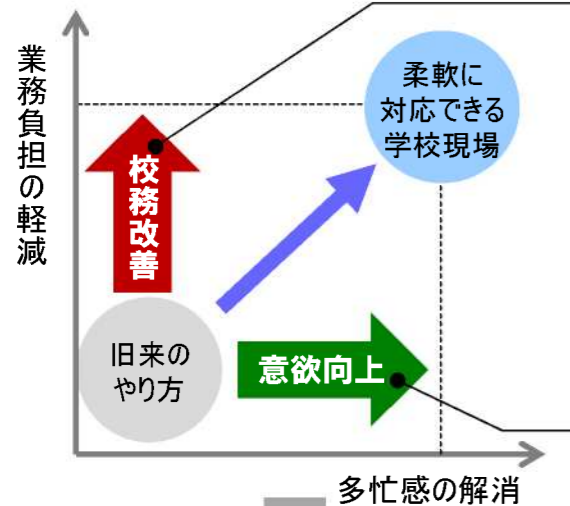 業務負担の軽減
柔軟に
対応できる
学校現場
校務改善
旧来の
やり方
意欲向上
多忙感の解消